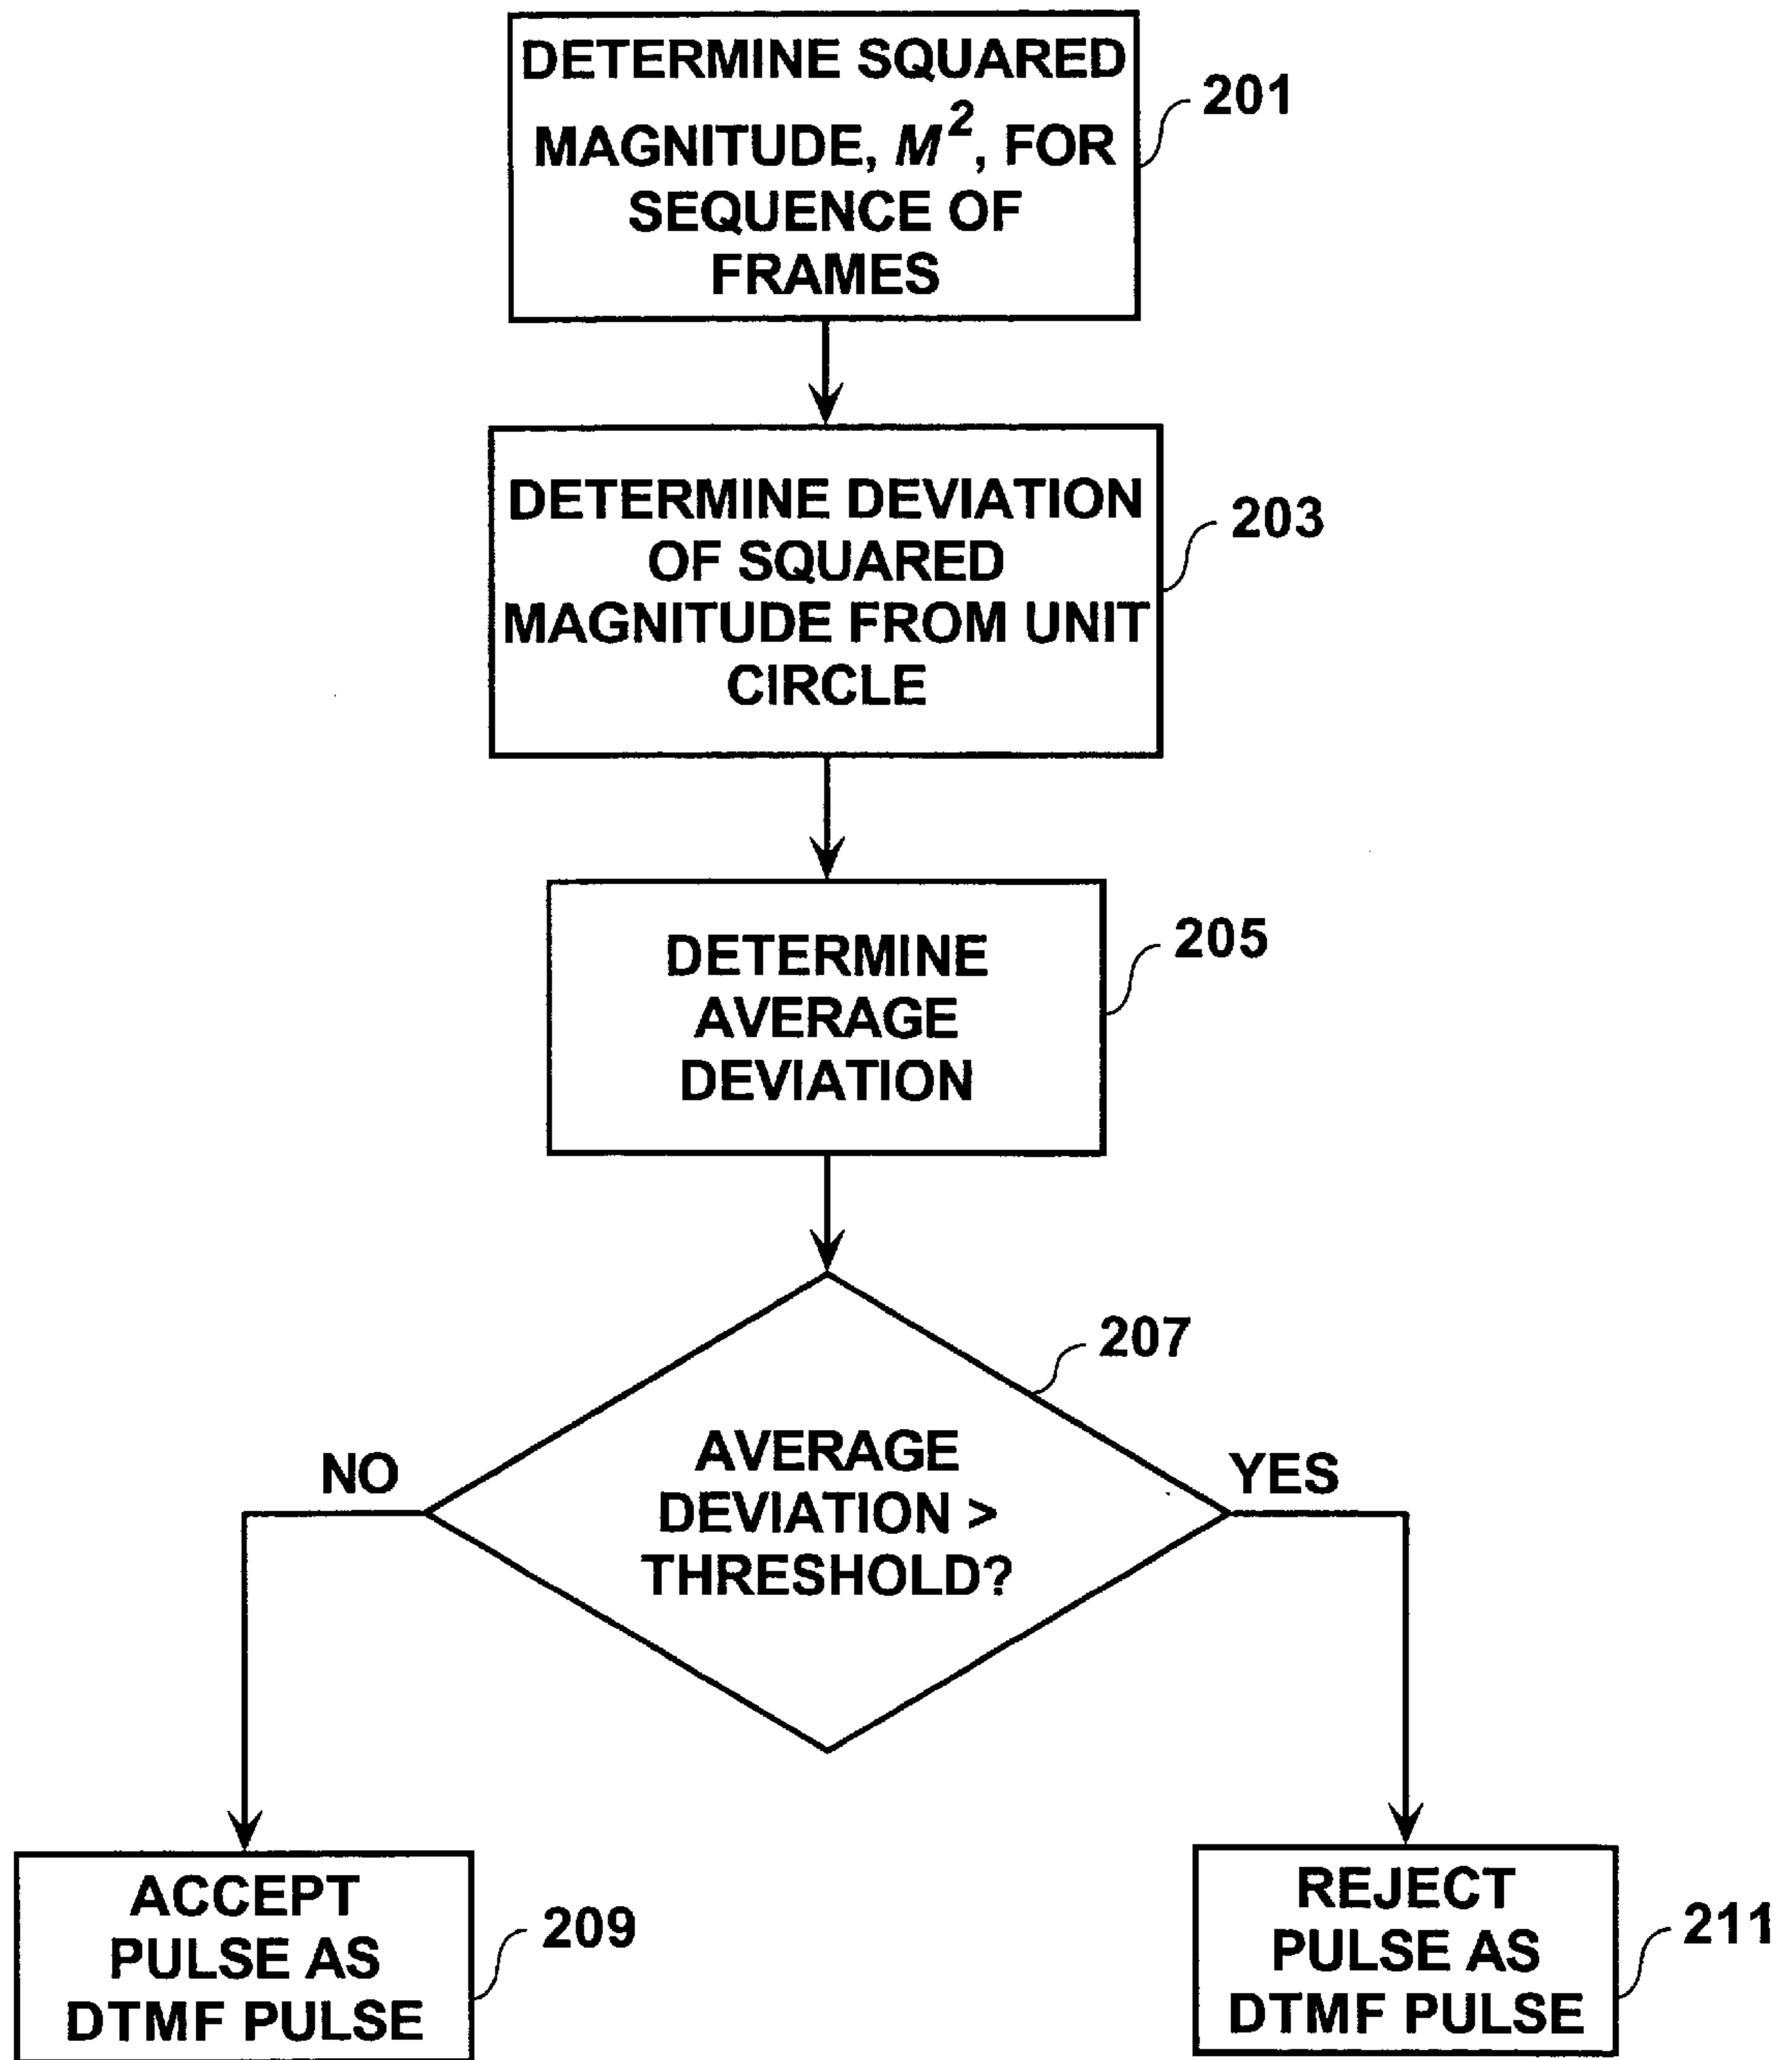 DETERMINE SQUARED
MAGNITUDE, M², FOR
SEQUENCE OF
FRAMES
201
DETERMINE DEVIATION
OF SQUARED
MAGNITUDE FROM UNIT
CIRCLE
203
DETERMINE
AVERAGE
DEVIATION
205
207
AVERAGE
DEVIATION >
THRESHOLD?
NO
YES
ACCEPT
PULSE AS
DTMF PULSE
209
REJECT
PULSE AS
DTMF PULSE
211